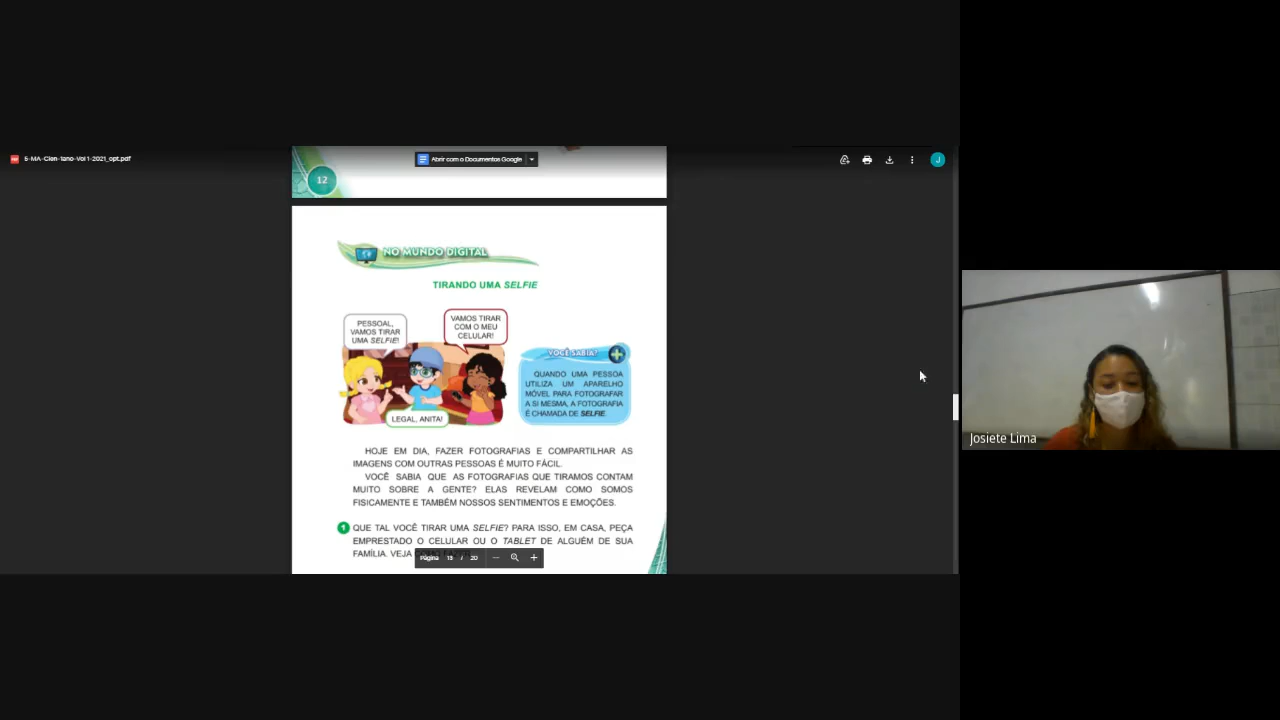 5-MA-Cien-1ano-Vol 1-2021_opt.pdf
Abrir com o Documentos Google
J
12
NO MUNDO DIGITAL
TIRANDO UMA SELFIE
PESSOAL,
VAMOS TIRAR
UMA SELFIE!
VAMOS TIRAR
COM O MEU
CELULAR!
LEGAL, ANITA!
VOCÊ SABIA?
QUANDO UMA PESSOA
UTILIZA UM APARELHO
MÓVEL PARA FOTOGRAFAR
A SI MESMA, A FOTOGRAFIA
É CHAMADA DE SELFIE.
HOJE EM DIA, FAZER FOTOGRAFIAS E COMPARTILHAR AS
IMAGENS COM OUTRAS PESSOAS É MUITO FÁCIL.
VOCÊ SABIA QUE AS FOTOGRAFIAS QUE TIRAMOS CONTAM
MUITO SOBRE A GENTE? ELAS REVELAM COMO SOMOS
FISICAMENTE E TAMBÉM NOSSOS SENTIMENTOS E EMOÇÕES.
1 QUE TAL VOCÊ TIRAR UMA SELFIE? PARA ISSO, EM CASA, PEÇA
EMPRESTADO O CELULAR OU O TABLET DE ALGUÉM DE SUA
FAMÍLIA. VEJA
Página 15 / 20
Josiete Lima